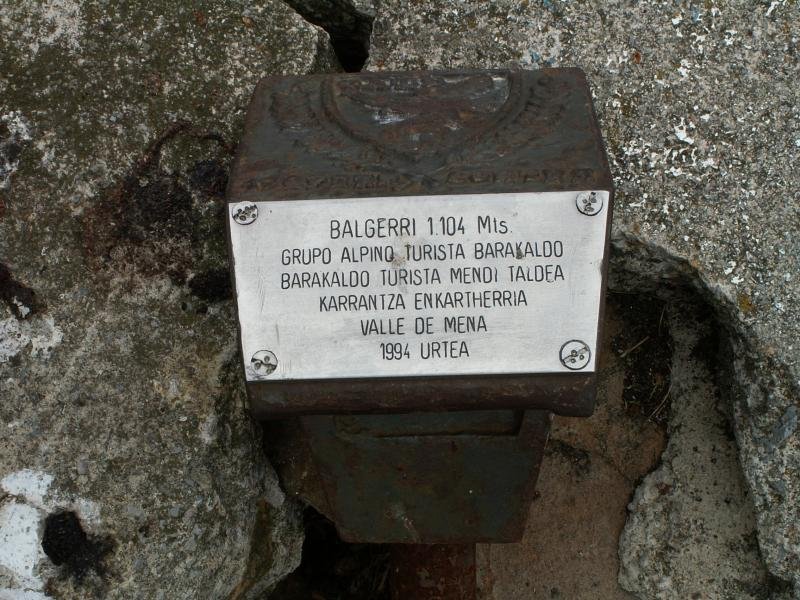 BALGERRI 1.104 Mts.
GRUPO ALPINO TURISTA BARAKALDO
BARAKALDO TURISTA MENDI TALDEA
KARRANTZA ENKARTHERRIA
VALLE DE MENA
1994 URTEA